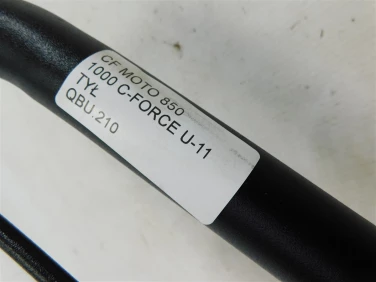 CF MOTO 850
1000 C-FORCE U-11
TYŁ
QBU.210